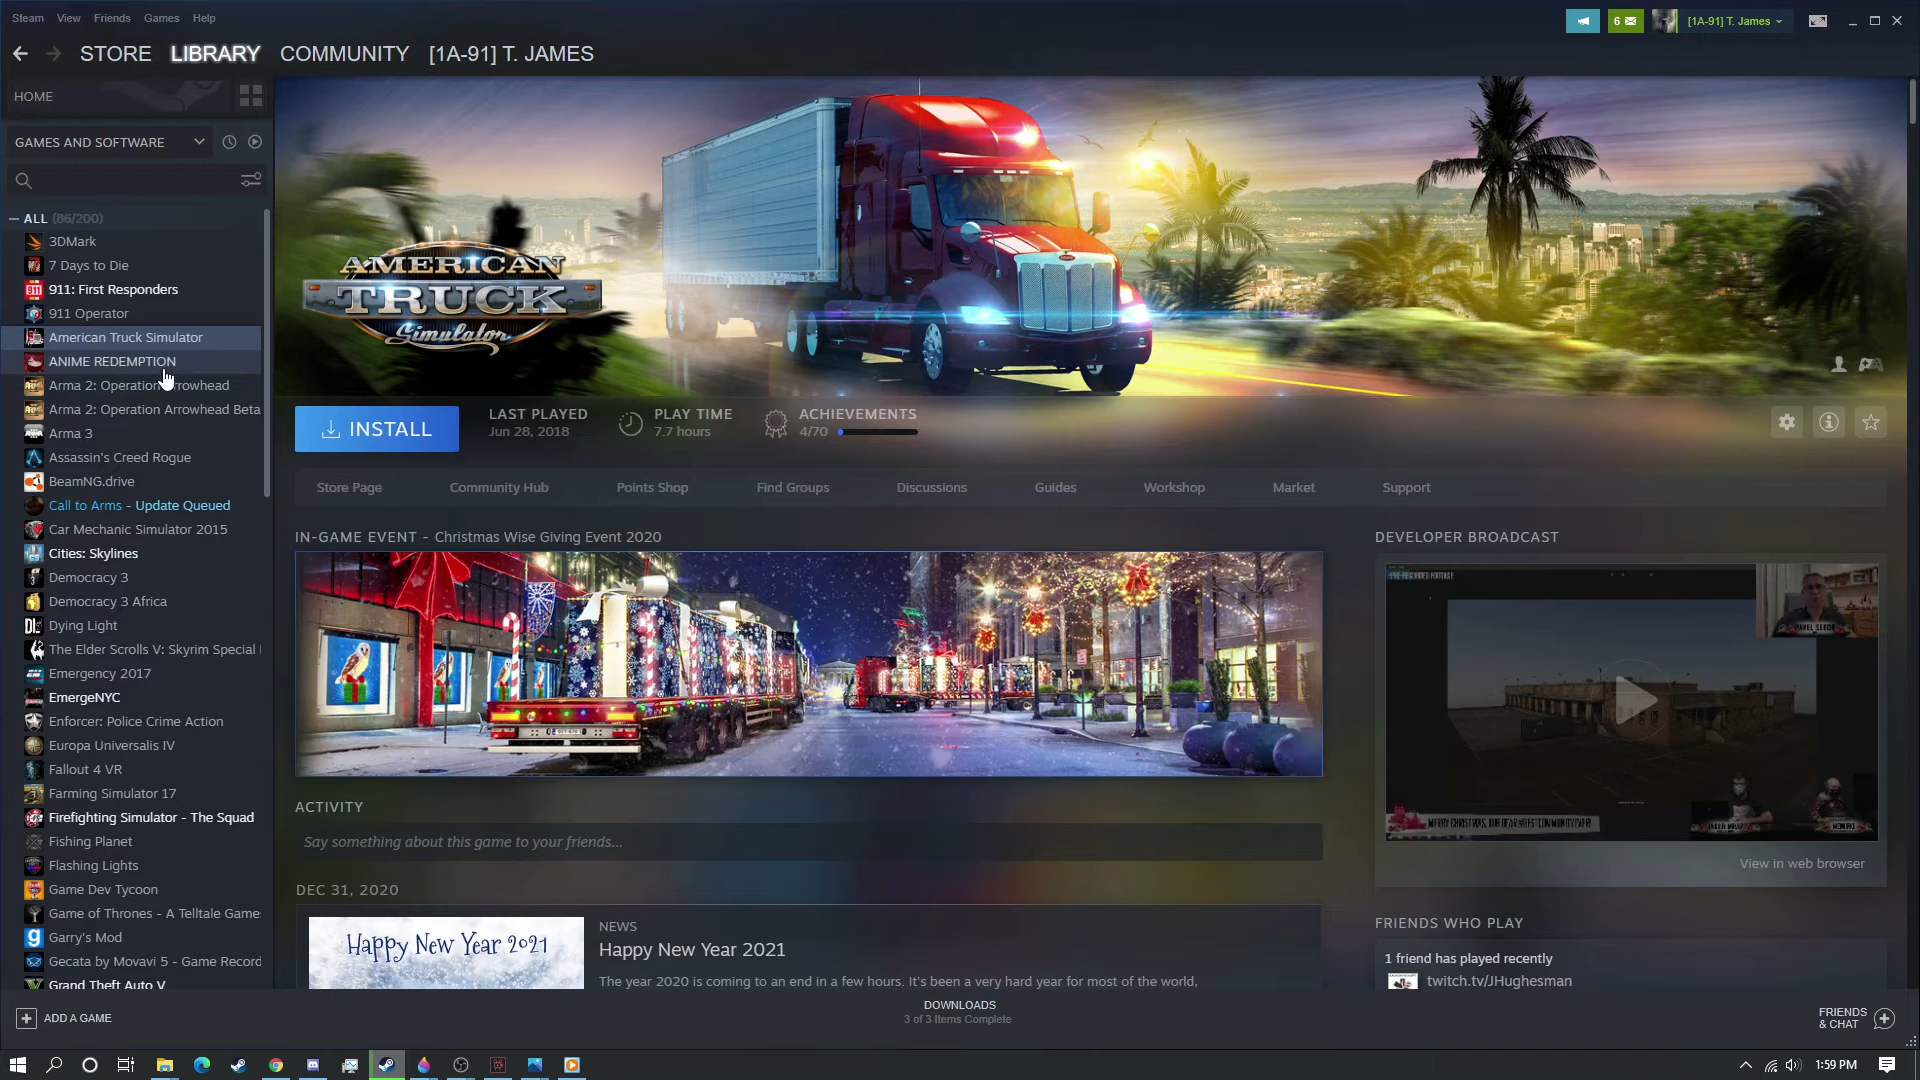 Steam View Friends Games Help
6 [1A-91] T. James
STORE LIBRARY COMMUNITY [1A-91] T. JAMES
HOME
GAMES AND SOFTWARE
ALL (86/200)
3DMark
7 Days to Die
911: First Responders
911 Operator
American Truck Simulator
ANIME REDEMPTION
Arma 2: Operation Arrowhead
Arma 2: Operation Arrowhead Beta
Arma 3
Assassin's Creed Rogue
BeamNG.drive
Call to Arms - Update Queued
Car Mechanic Simulator 2015
Cities: Skylines
Democracy 3
Democracy 3 Africa
Dying Light
The Elder Scrolls V: Skyrim Special
Emergency 2017
EmergeNYC
Enforcer: Police Crime Action
Europa Universalis IV
Fallout 4 VR
Farming Simulator 17
Firefighting Simulator - The Squad
Fishing Planet
Flashing Lights
Game Dev Tycoon
Game of Thrones - A Telltale Game
Garry's Mod
Gecata by Movavi 5 - Game Record
Grand Theft Auto V
ADD A GAME
AMERICAN
TRUCK
Simulator
INSTALL
LAST PLAYED
Jun 28, 2018
PLAY TIME
7.7 hours
ACHIEVEMENTS
4/70
Store Page Community Hub Points Shop Find Groups Discussions Guides Workshop Market Support
IN-GAME EVENT - Christmas Wise Giving Event 2020
ACTIVITY
Say something about this game to your friends...
DEC 31, 2020
Happy New Year 2021
NEWS
Happy New Year 2021
The year 2020 is coming to an end in a few hours. It's been a very hard year for most of the world,
DEVELOPER BROADCAST
PRE-RECORDED FOOTAGE
View in web browser
FRIENDS WHO PLAY
1 friend has played recently
twitch.tv/JHughesman
DOWNLOADS
3 of 3 Items Complete
FRIENDS
& CHAT
1:59 PM